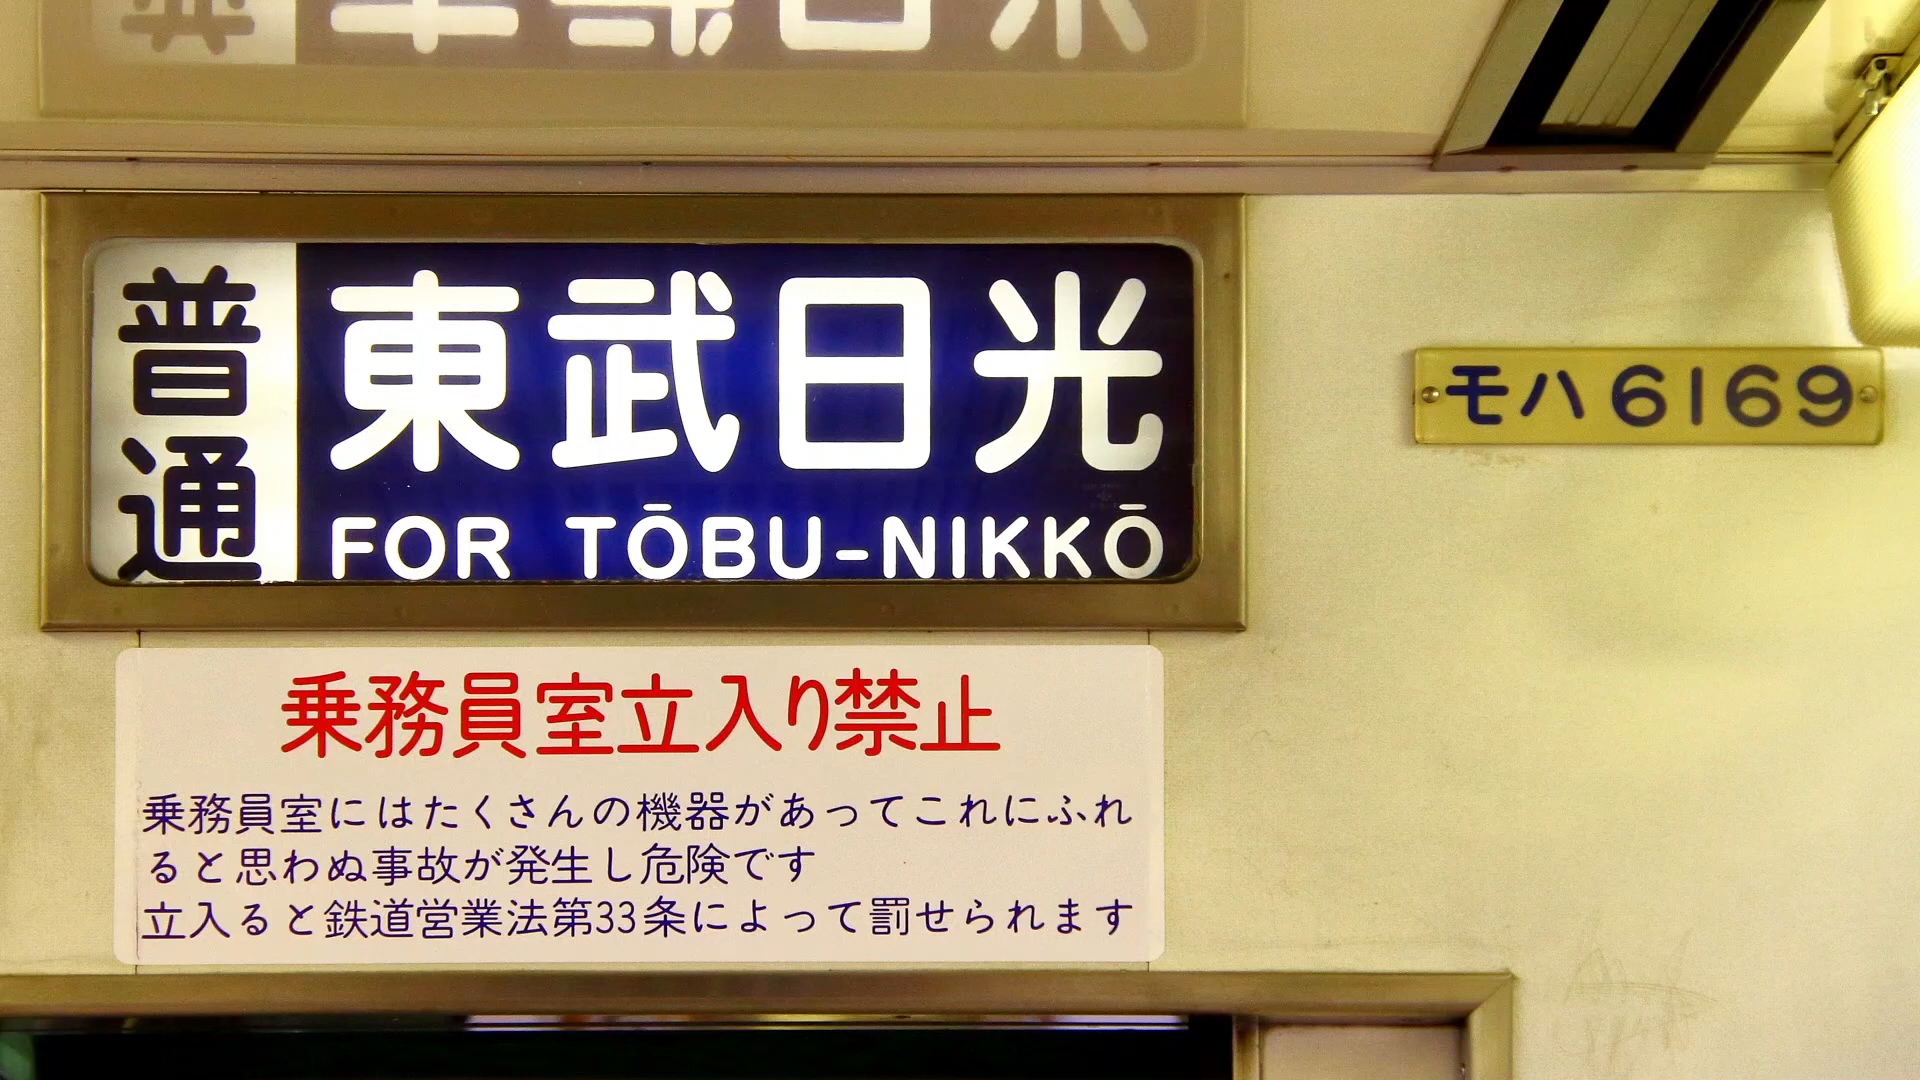 普通
東武日光
FOR TŌBU-NIKKŌ
モハ6169
乗務員室立入り禁止
乗務員室にはたくさんの機器があってこれにふれ
ると思わぬ事故が発生し危険です
立入ると鉄道営業法第33条によって罰せられます